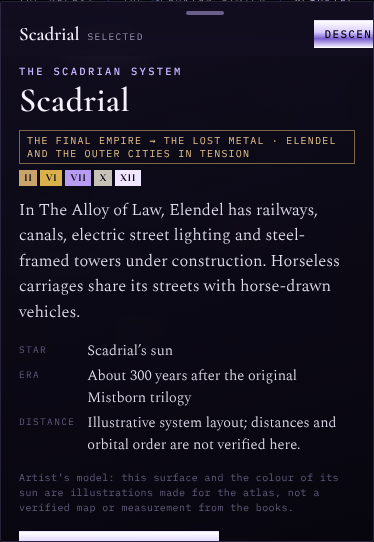 Scadrial SELECTED
DESCEN
THE SCADRIAN SYSTEM
Scadrial
THE FINAL EMPIRE → THE LOST METAL · ELENDEL
AND THE OUTER CITIES IN TENSION
II VI VII X XII
In The Alloy of Law, Elendel has railways,
canals, electric street lighting and steel-
framed towers under construction. Horseless
carriages share its streets with horse-drawn
vehicles.
STAR Scadrial’s sun
ERA About 300 years after the original
Mistborn trilogy
DISTANCE Illustrative system layout; distances and
orbital order are not verified here.
Artist’s model: this surface and the colour of its
sun are illustrations made for the atlas, not a
verified map or measurement from the books.